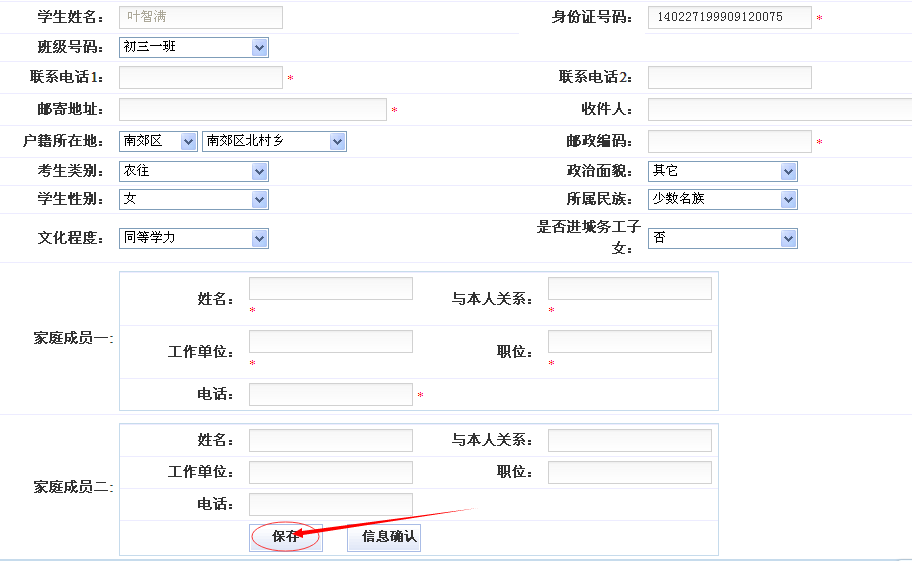 学生姓名： 叶智满 身份证号码： 140227199909120075 *
班级号码： 初三一班
联系电话1： * 联系电话2：
邮寄地址： * 收件人：
户籍所在地： 南郊区 南郊区北村乡 邮政编码： *
考生类别： 农往 政治面貌： 其它
学生性别： 女 所属民族： 少数名族
文化程度： 同等学力 是否进城务工子
女： 否
姓名： 与本人关系：
* *
家庭成员一:
工作单位： 职位：
* *
电话： *
姓名： 与本人关系：
工作单位： 职位：
家庭成员二:
电话：
保存 信息确认